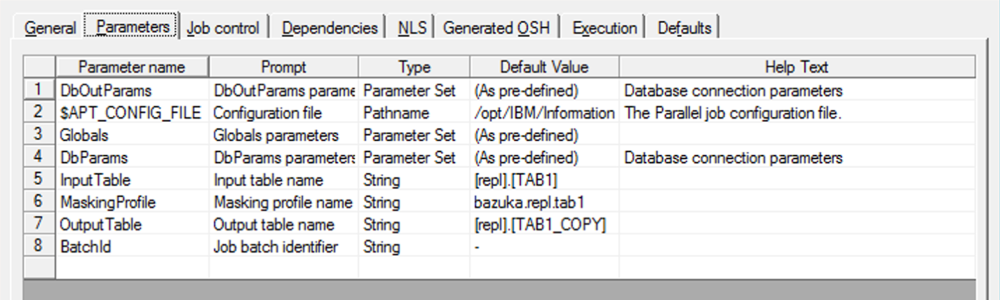 General Parameters Job control Dependencies NLS Generated OSH Execution Defaults
Parameter name Prompt Type Default Value Help Text
1 DbOutParams DbOutParams parame Parameter Set (As pre-defined) Database connection parameters
2 $APT_CONFIG_FILE Configuration file Pathname /opt/IBM/Information The Parallel job configuration file.
3 Globals Globals parameters Parameter Set (As pre-defined)
4 DbParams DbParams parameters Parameter Set (As pre-defined) Database connection parameters
5 InputTable Input table name String [repl].[TAB1]
6 MaskingProfile Masking profile name String bazuka.repl.tab1
7 OutputTable Output table name String [repl].[TAB1_COPY]
8 BatchId Job batch identifier String -